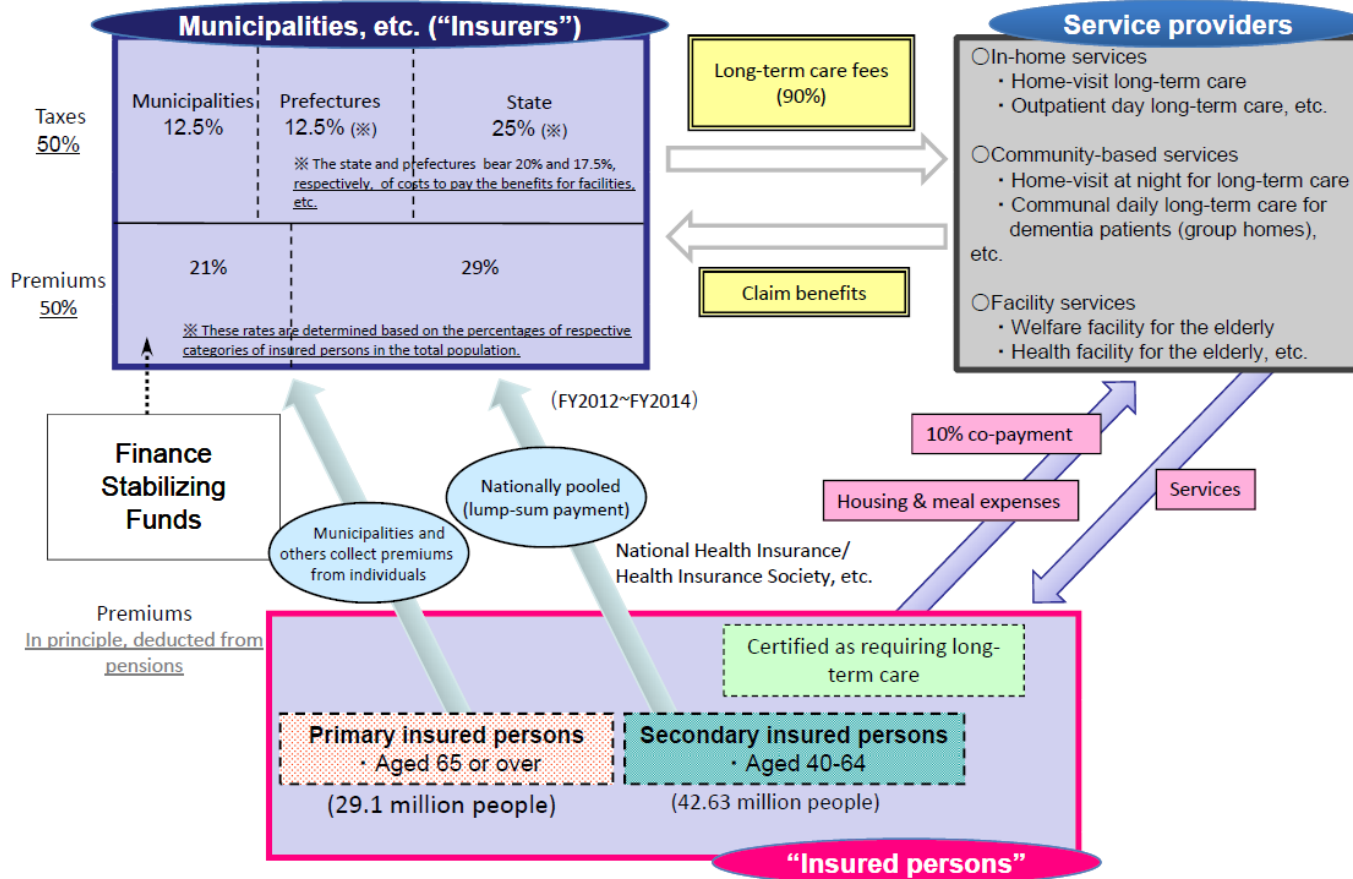 Municipalities, etc. (“Insurers”)
Service providers
Taxes
50%
Municipalities
12.5%
Prefectures
12.5% (※)
State
25% (※)
※ The state and prefectures bear 20% and 17.5%,
respectively, of costs to pay the benefits for facilities,
etc.
Premiums
50%
21%
29%
※ These rates are determined based on the percentages of respective
categories of insured persons in the total population.
Long-term care fees
(90%)
Claim benefits
○In-home services
・Home-visit long-term care
・Outpatient day long-term care, etc.
○Community-based services
・Home-visit at night for long-term care
・Communal daily long-term care for
dementia patients (group homes),
etc.
○Facility services
・Welfare facility for the elderly
・Health facility for the elderly, etc.
Finance
Stabilizing
Funds
(FY2012~FY2014)
Municipalities and
others collect premiums
from individuals
Nationally pooled
(lump-sum payment)
National Health Insurance/
Health Insurance Society, etc.
10% co-payment
Housing & meal expenses
Services
Premiums
In principle, deducted from
pensions
Certified as requiring long-
term care
Primary insured persons
・Aged 65 or over
(29.1 million people)
Secondary insured persons
・Aged 40-64
(42.63 million people)
“Insured persons”